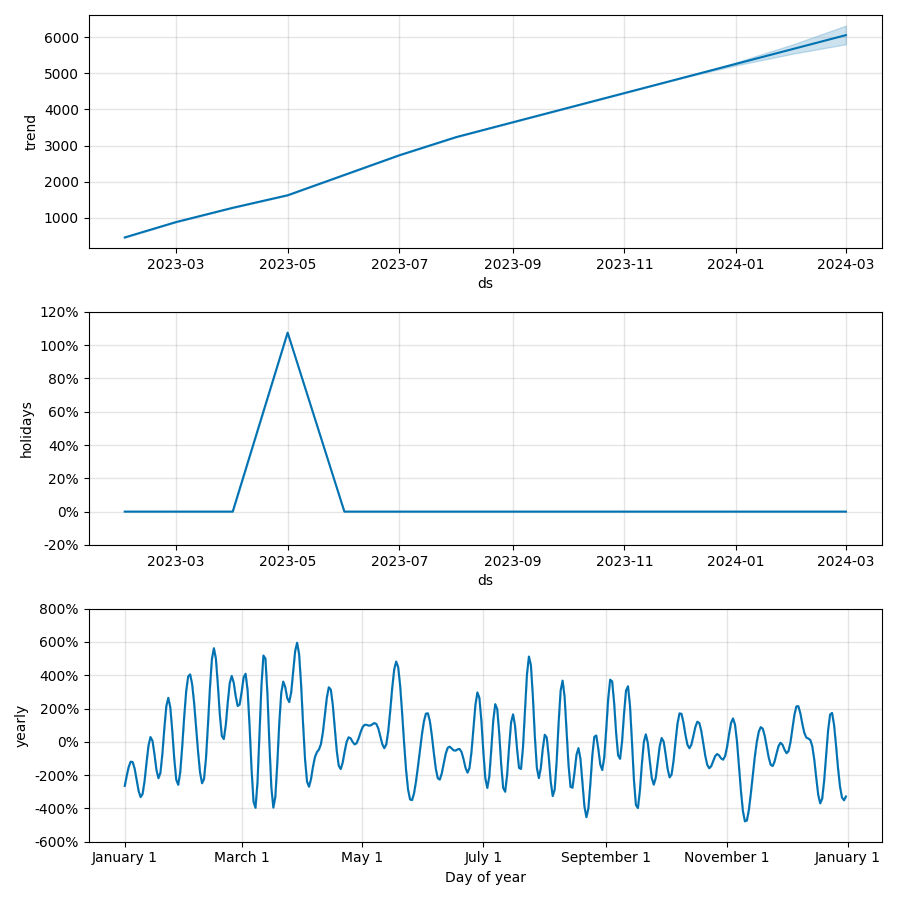 6000
5000
4000
3000
2000
1000
trend
2023-03 2023-05 2023-07 2023-09 2023-11 2024-01 2024-03
ds
120%
100%
80%
60%
40%
20%
0%
-20%
holidays
2023-03 2023-05 2023-07 2023-09 2023-11 2024-01 2024-03
ds
800%
600%
400%
200%
0%
-200%
-400%
-600%
yearly
January 1 March 1 May 1 July 1 September 1 November 1 January 1
Day of year